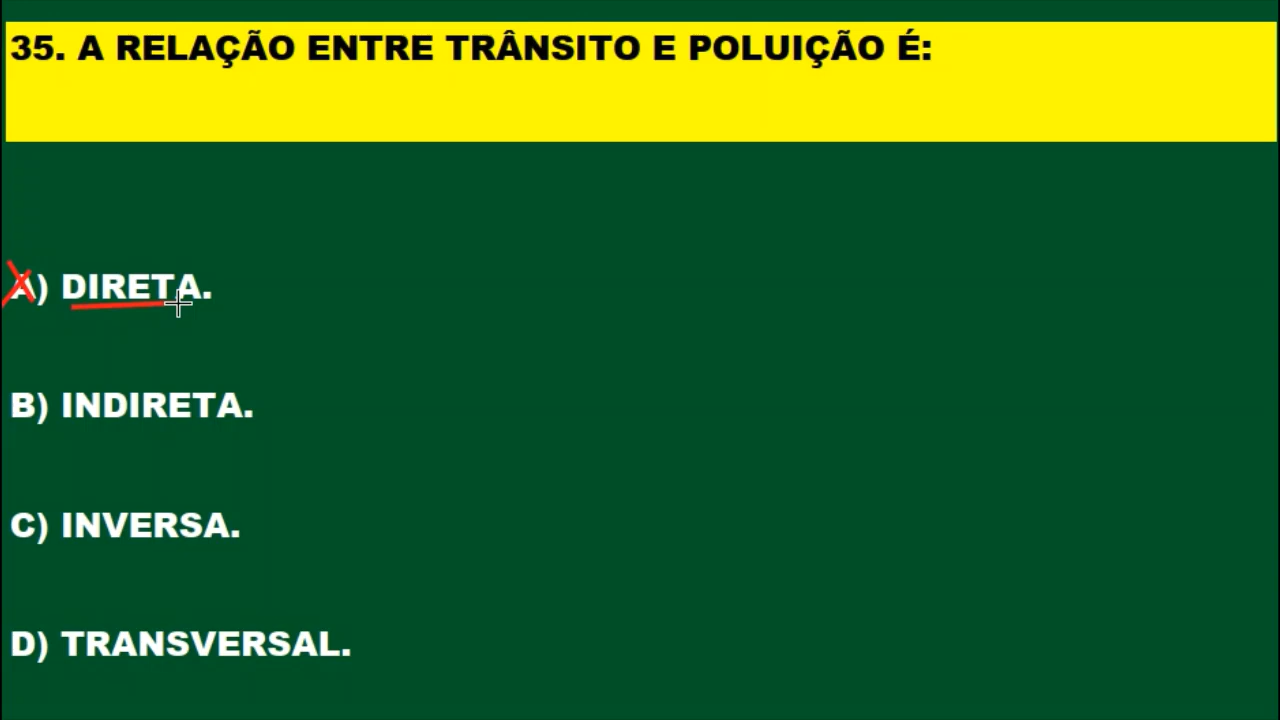 35. A RELAÇÃO ENTRE TRÂNSITO E POLUIÇÃO É:
A) DIRETA.
B) INDIRETA.
C) INVERSA.
D) TRANSVERSAL.